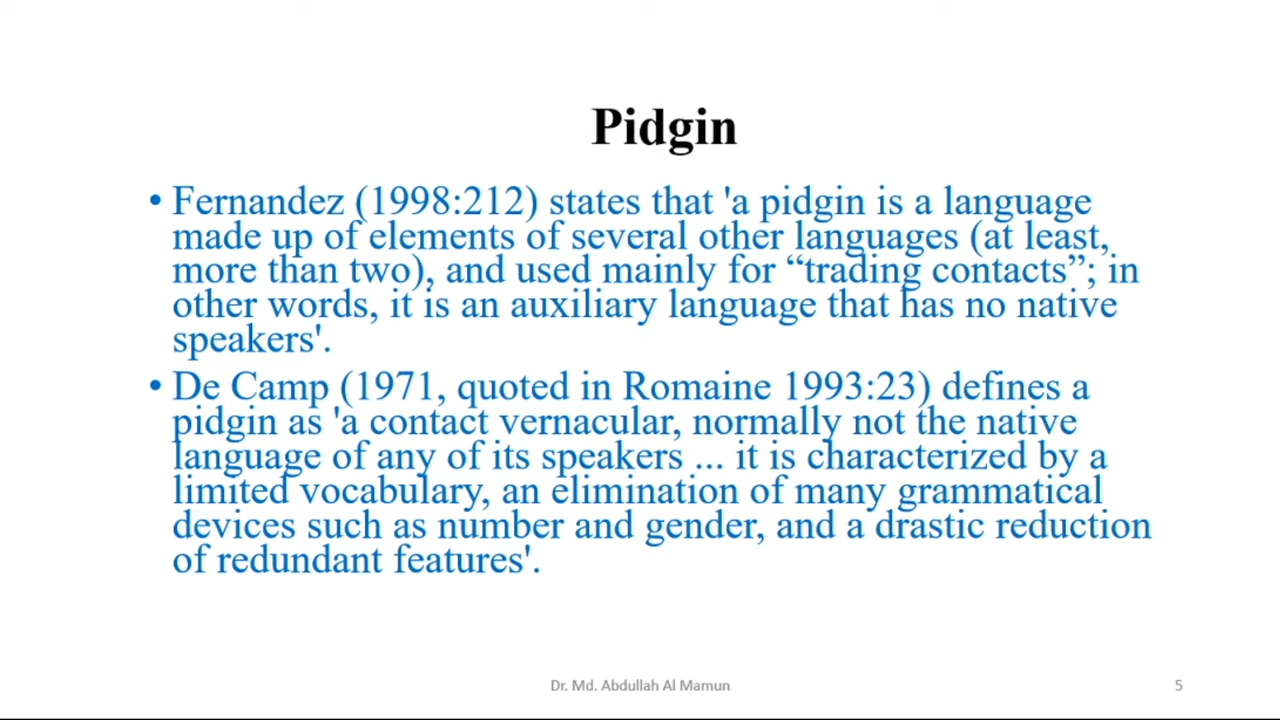 Pidgin
• Fernandez (1998:212) states that 'a pidgin is a language
made up of elements of several other languages (at least,
more than two), and used mainly for “trading contacts”; in
other words, it is an auxiliary language that has no native
speakers'.
• De Camp (1971, quoted in Romaine 1993:23) defines a
pidgin as 'a contact vernacular, normally not the native
language of any of its speakers ... it is characterized by a
limited vocabulary, an elimination of many grammatical
devices such as number and gender, and a drastic reduction
of redundant features'.
Dr. Md. Abdullah Al Mamun
5